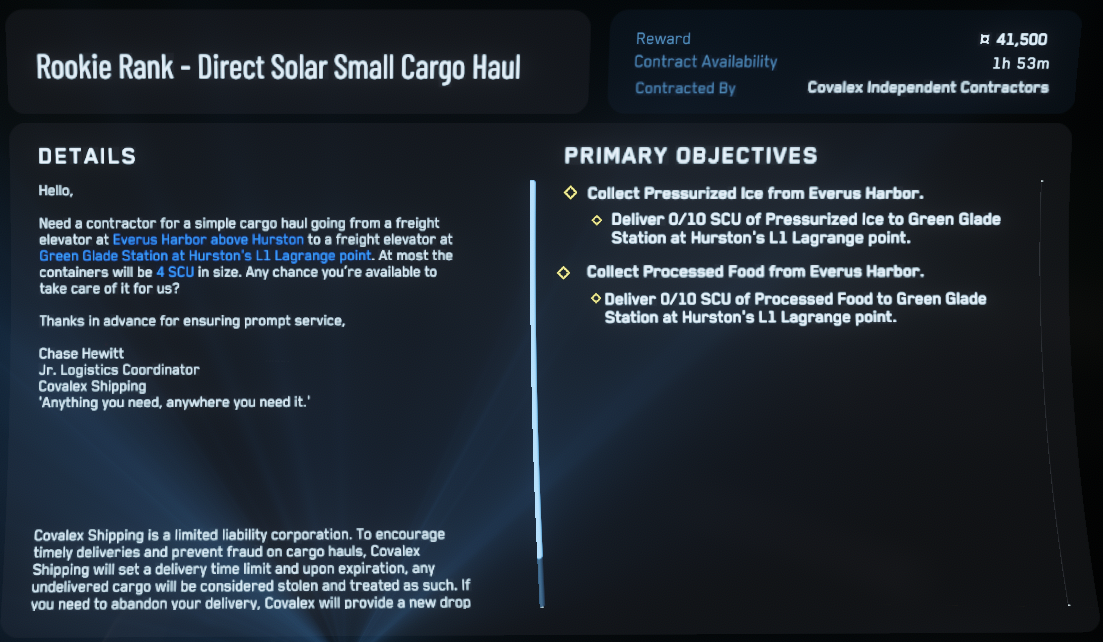 Rookie Rank - Direct Solar Small Cargo Haul
Reward ¤ 41,500
Contract Availability 1h 53m
Contracted By Covalex Independent Contractors
DETAILS
Hello,
Need a contractor for a simple cargo haul going from a freight
elevator at Everus Harbor above Hurston to a freight elevator at
Green Glade Station at Hurston's L1 Lagrange point. At most the
containers will be 4 SCU in size. Any chance you're available to
take care of it for us?
Thanks in advance for ensuring prompt service,
Chase Hewitt
Jr. Logistics Coordinator
Covalex Shipping
'Anything you need, anywhere you need it.'
Covalex Shipping is a limited liability corporation. To encourage
timely deliveries and prevent fraud on cargo hauls, Covalex
Shipping will set a delivery time limit and upon expiration, any
undelivered cargo will be considered stolen and treated as such. If
you need to abandon your delivery, Covalex will provide a new drop
PRIMARY OBJECTIVES
Collect Pressurized Ice from Everus Harbor.
Deliver 0/10 SCU of Pressurized Ice to Green Glade
Station at Hurston's L1 Lagrange point.
Collect Processed Food from Everus Harbor.
Deliver 0/10 SCU of Processed Food to Green Glade
Station at Hurston's L1 Lagrange point.